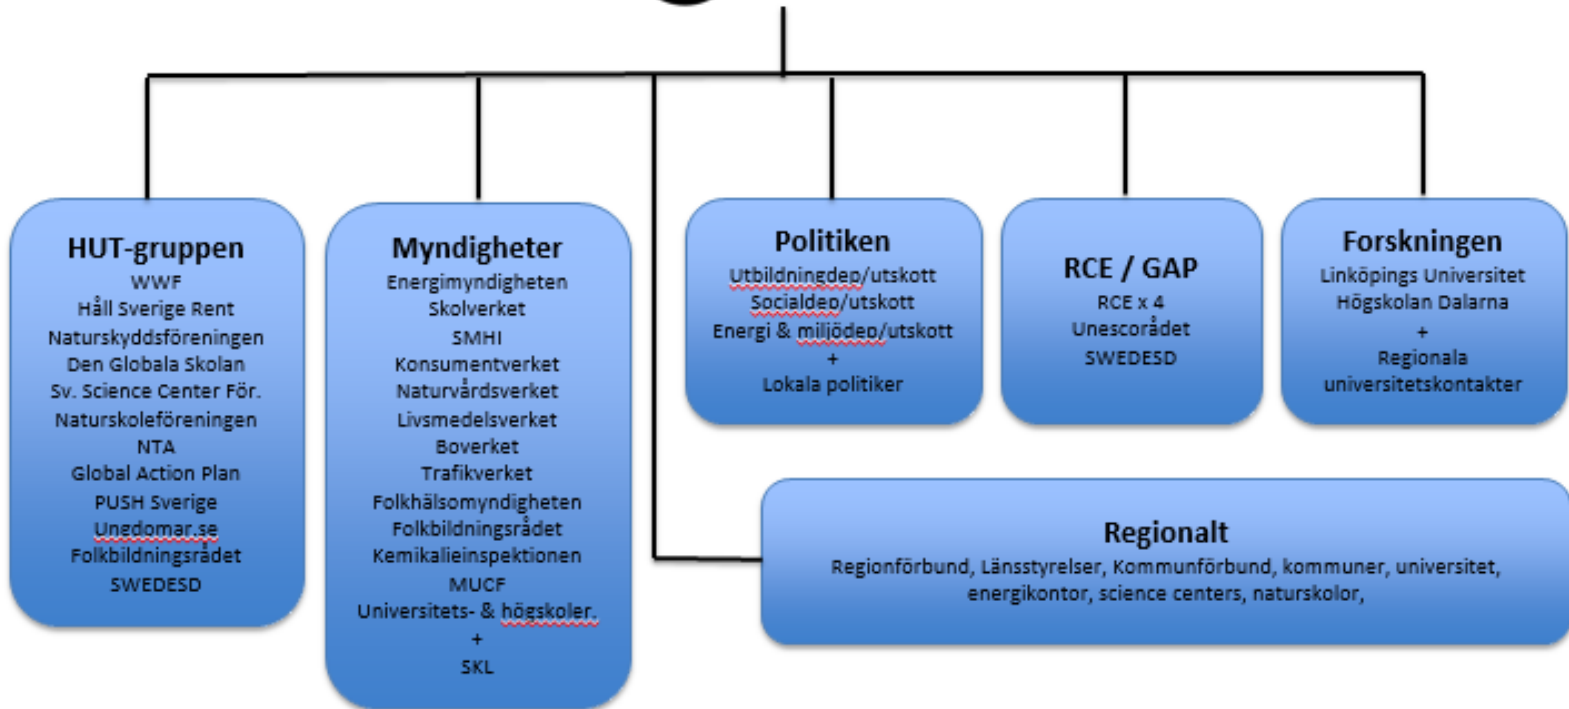 HUT-gruppen
WWF
Håll Sverige Rent
Naturskyddsföreningen
Den Globala Skolan
Sv. Science Center För.
Naturskoleföreningen
NTA
Global Action Plan
PUSH Sverige
Ungdomar.se
Folkbildningsrådet
SWEDESD
Myndigheter
Energimyndigheten
Skolverket
SMHI
Konsumentverket
Naturvårdsverket
Livsmedelsverket
Boverket
Trafikverket
Folkhälsomyndigheten
Folkbildningsrådet
Kemikalieinspektionen
MUCF
Universitets- & högskoler.
+
SKL
Politiken
Utbildningdep/utskott
Socialdep/utskott
Energi & miljödep/utskott
+
Lokala politiker
RCE / GAP
RCE x 4
Unescorådet
SWEDESD
Forskningen
Linköpings Universitet
Högskolan Dalarna
+
Regionala
universitetskontakter
Regionalt
Regionförbund, Länsstyrelser, Kommunförbund, kommuner, universitet,
energikontor, science centers, naturskolor,